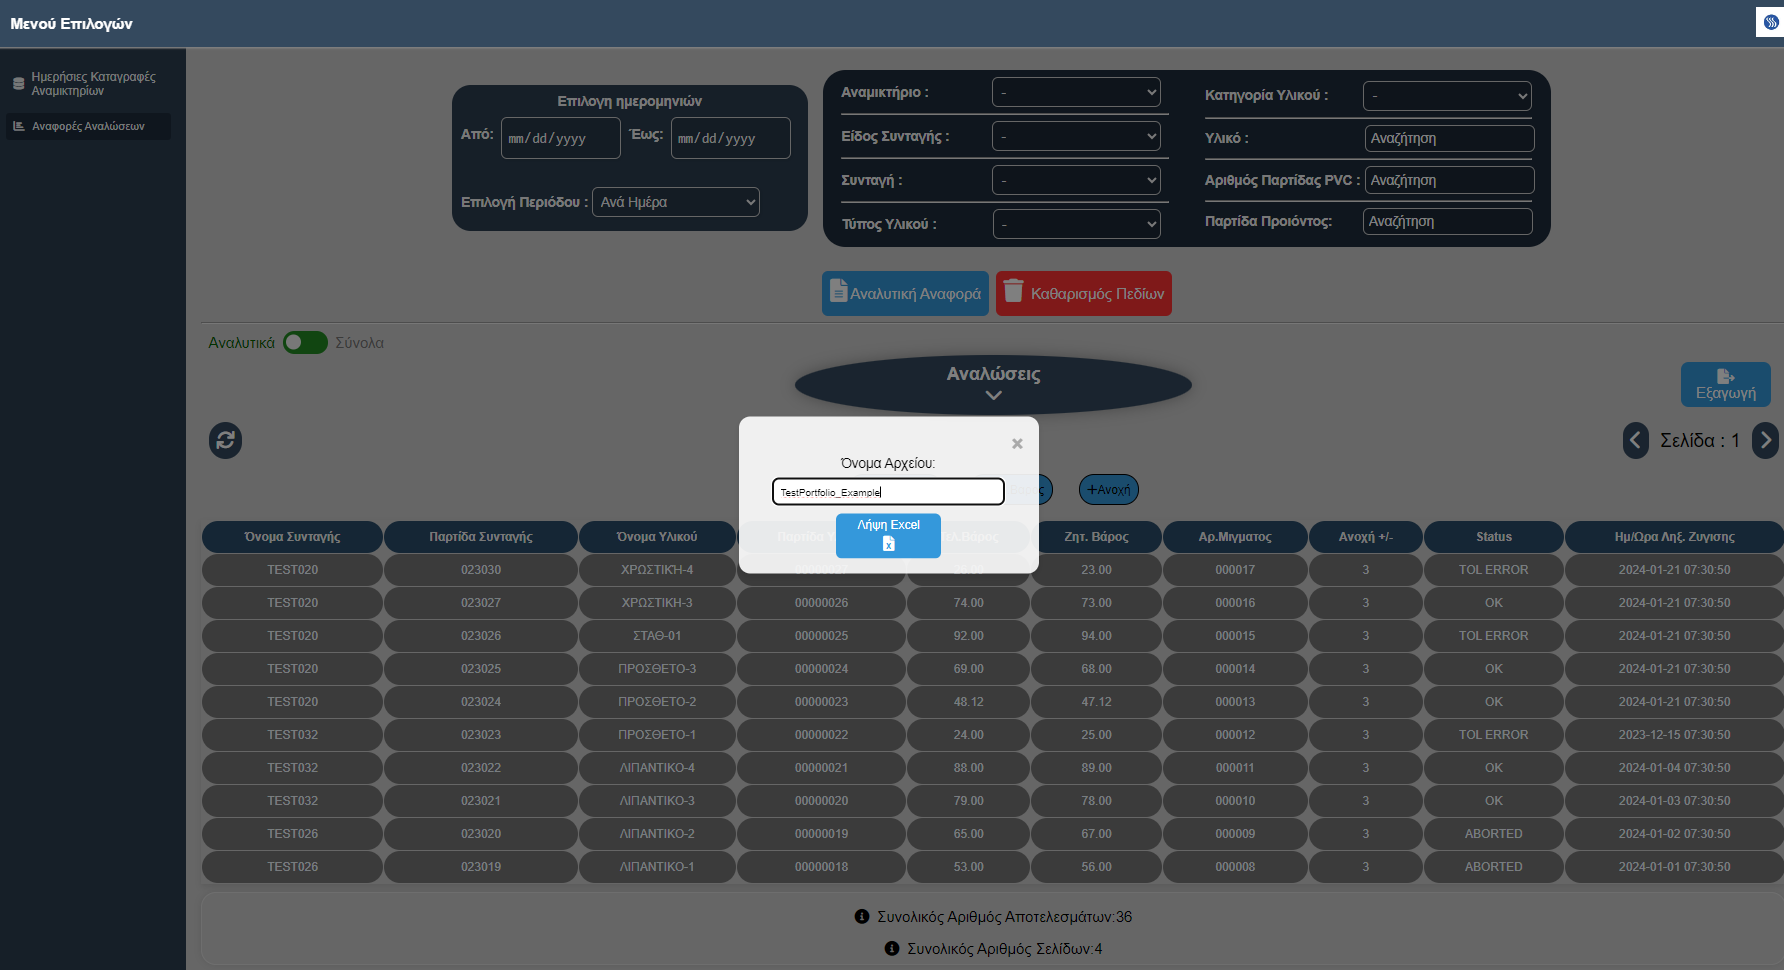 Μενού Επιλογών
Ημερήσιες Καταγραφές
Αναμικτηρίων
Αναφορές Αναλώσεων
Επιλογη ημερομηνιών
Από: mm/dd/yyyy Έως: mm/dd/yyyy
Επιλογή Περιόδου : Ανά Ημέρα
Αναμικτήριο : -
Είδος Συνταγής : -
Συνταγή : -
Τύπος Υλικού : -
Κατηγορία Υλικού : -
Υλικό : Αναζήτηση
Αριθμός Παρτίδας PVC : Αναζήτηση
Παρτίδα Προιόντος: Αναζήτηση
Αναλυτική Αναφορά Καθαρισμός Πεδίων
Αναλυτικά Σύνολα
Αναλώσεις
Εξαγωγή
Σελίδα : 1
×
Όνομα Αρχείου:
TestPortfolio_Example
Λήψη Excel
+Ανοχή
Όνομα Συνταγής Παρτίδα Συνταγής Όνομα Υλικού Ζητ. Βάρος Αρ.Μιγματος Ανοχή +/- Status Ημ/Ωρα Ληξ. Ζυγισης
TEST020 023030 ΧΡΩΣΤΙΚΉ-4 23.00 000017 3 TOL ERROR 2024-01-21 07:30:50
TEST020 023027 ΧΡΩΣΤΙΚΗ-3 00000026 74.00 73.00 000016 3 OK 2024-01-21 07:30:50
TEST020 023026 ΣΤΑΘ-01 00000025 92.00 94.00 000015 3 TOL ERROR 2024-01-21 07:30:50
TEST020 023025 ΠΡΟΣΘΕΤΟ-3 00000024 69.00 68.00 000014 3 OK 2024-01-21 07:30:50
TEST020 023024 ΠΡΟΣΘΕΤΟ-2 00000023 48.12 47.12 000013 3 OK 2024-01-21 07:30:50
TEST032 023023 ΠΡΟΣΘΕΤΟ-1 00000022 24.00 25.00 000012 3 TOL ERROR 2023-12-15 07:30:50
TEST032 023022 ΛΙΠΑΝΤΙΚΟ-4 00000021 88.00 89.00 000011 3 OK 2024-01-04 07:30:50
TEST032 023021 ΛΙΠΑΝΤΙΚΟ-3 00000020 79.00 78.00 000010 3 OK 2024-01-03 07:30:50
TEST026 023020 ΛΙΠΑΝΤΙΚΟ-2 00000019 65.00 67.00 000009 3 ABORTED 2024-01-02 07:30:50
TEST026 023019 ΛΙΠΑΝΤΙΚΟ-1 00000018 53.00 56.00 000008 3 ABORTED 2024-01-01 07:30:50
Συνολικός Αριθμός Αποτελεσμάτων:36
Συνολικός Αριθμός Σελίδων:4